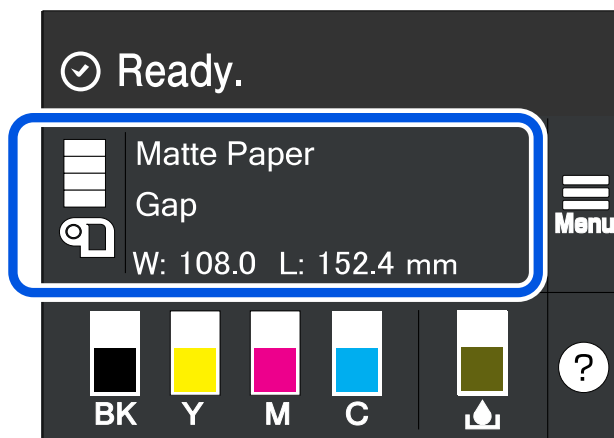 Ready.
Matte Paper
Gap
W: 108.0 L: 152.4 mm
Menu
BK Y M C
?